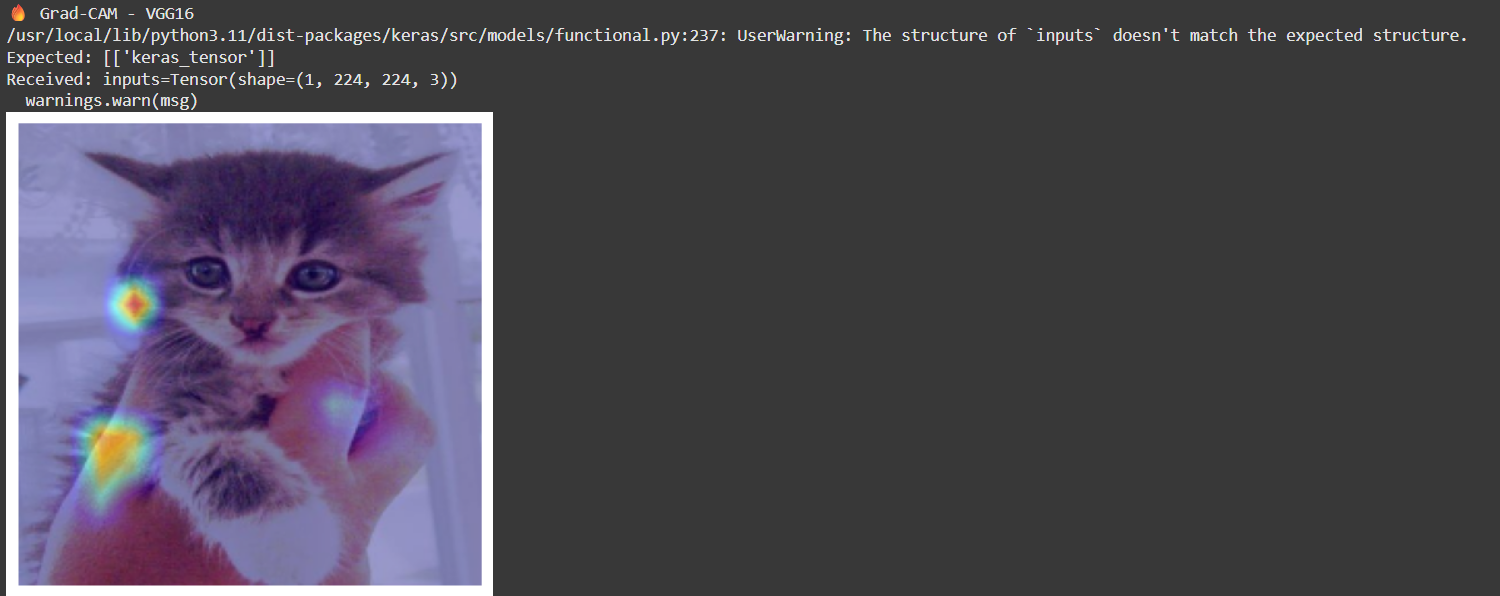 🔥 Grad-CAM - VGG16
/usr/local/lib/python3.11/dist-packages/keras/src/models/functional.py:237: UserWarning: The structure of `inputs` doesn't match the expected structure.
Expected: [['keras_tensor']]
Received: inputs=Tensor(shape=(1, 224, 224, 3))
  warnings.warn(msg)